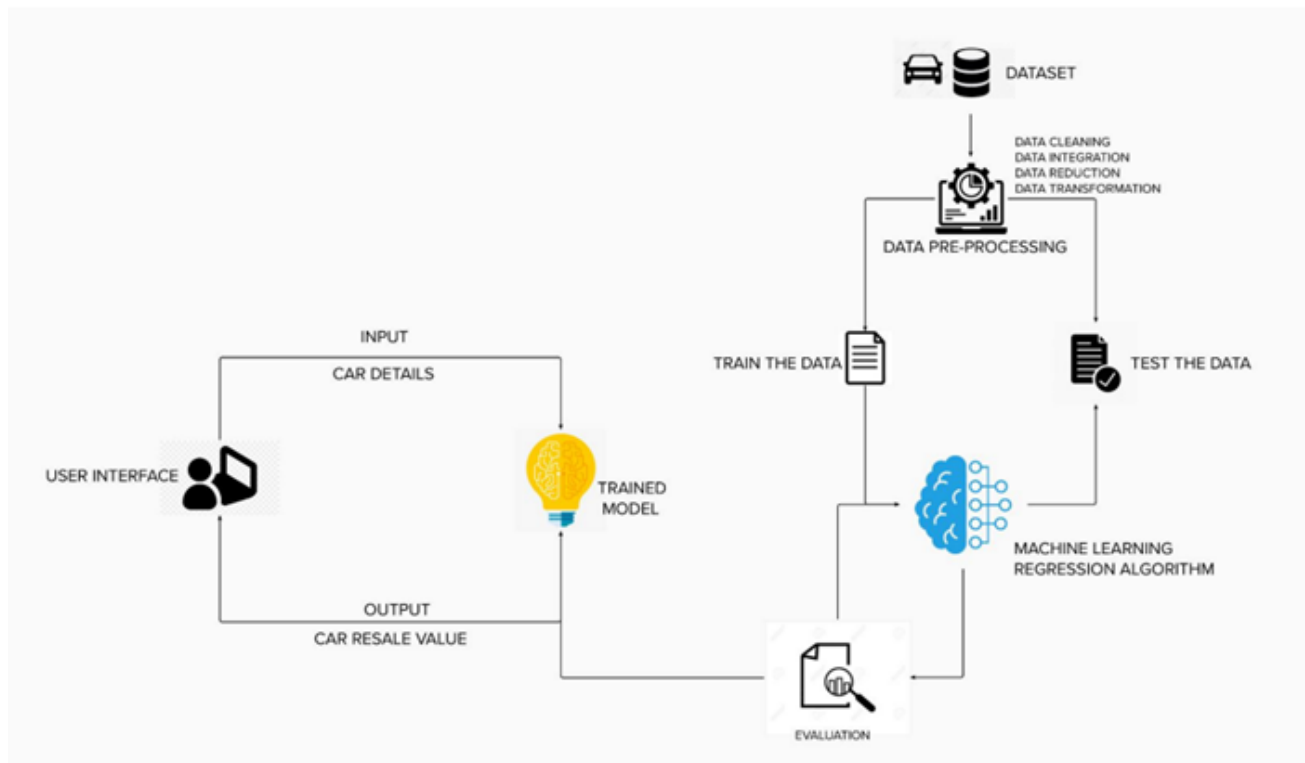 DATASET
DATA CLEANING
DATA INTEGRATION
DATA REDUCTION
DATA TRANSFORMATION
DATA PRE-PROCESSING
INPUT
CAR DETAILS
TRAIN THE DATA
TEST THE DATA
USER INTERFACE
TRAINED
MODEL
MACHINE LEARNING
REGRESSION ALGORITHM
OUTPUT
CAR RESALE VALUE
EVALUATION